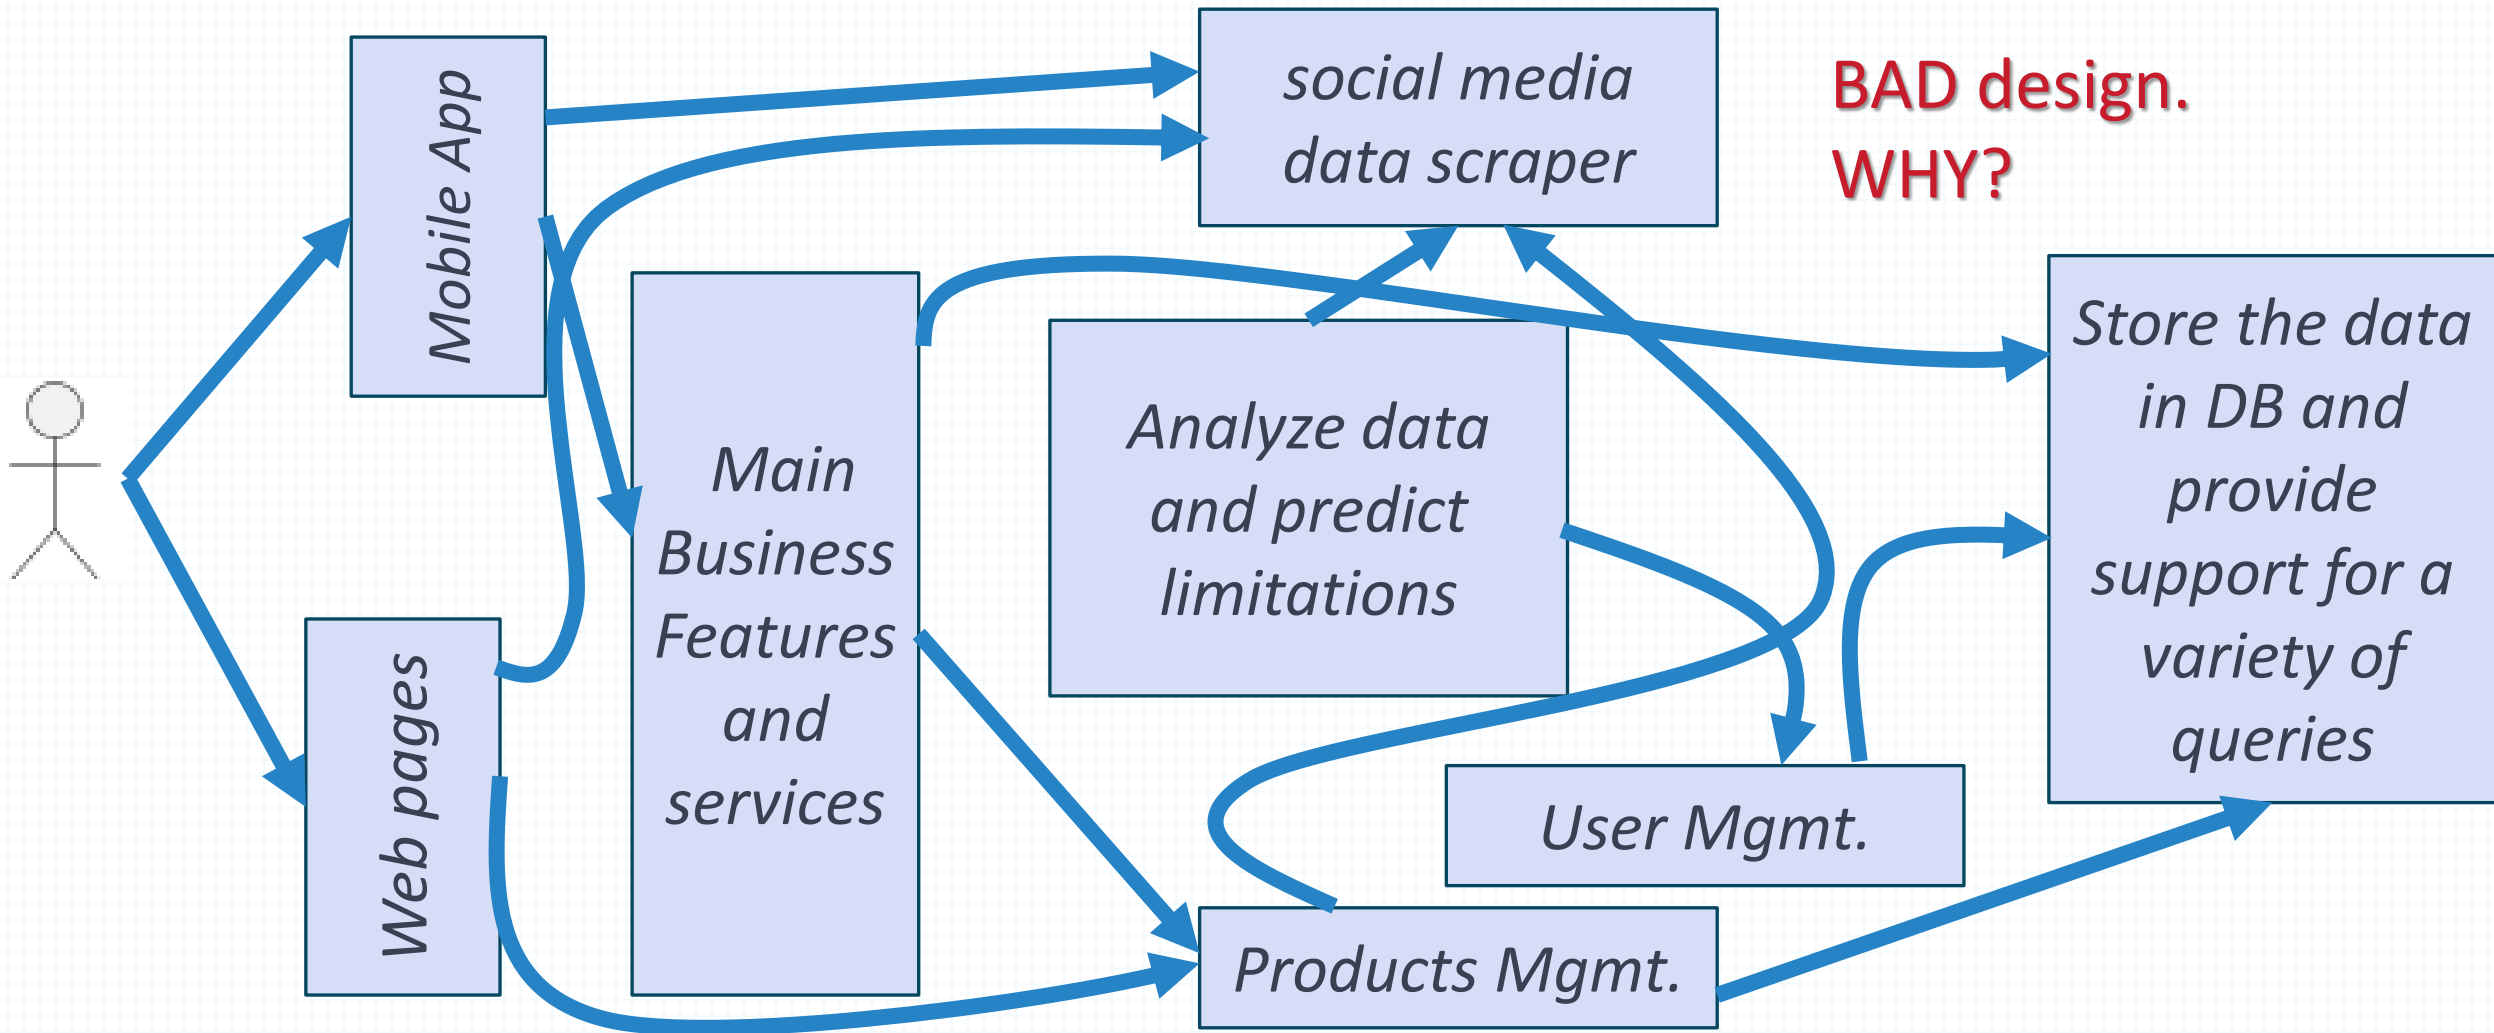 Mobile App
social media
data scraper
BAD design.
WHY?
Main
Business
Features
and
services
Analyze data
and predict
limitations
Store the data
in DB and
provide
support for a
variety of
queries
Web pages
User Mgmt.
Products Mgmt.